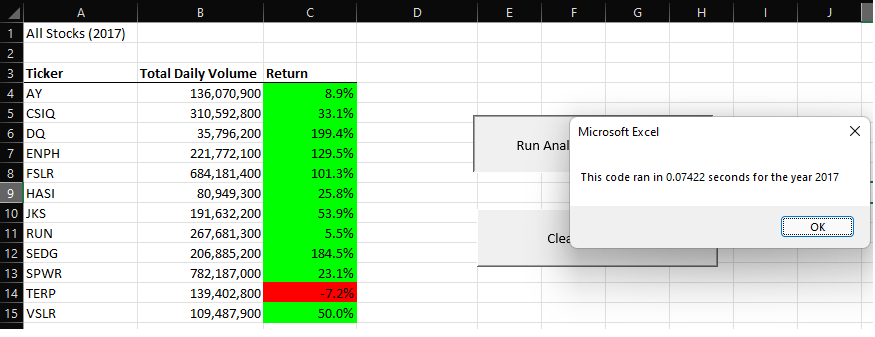 A B C D E F G H I J
1 All Stocks (2017)
2
3 Ticker Total Daily Volume Return
4 AY 136,070,900 8.9%
5 CSIQ 310,592,800 33.1%
6 DQ 35,796,200 199.4%
7 ENPH 221,772,100 129.5%
8 FSLR 684,181,400 101.3%
9 HASI 80,949,300 25.8%
10 JKS 191,632,200 53.9%
11 RUN 267,681,300 5.5%
12 SEDG 206,885,200 184.5%
13 SPWR 782,187,000 23.1%
14 TERP 139,402,800 -7.2%
15 VSLR 109,487,900 50.0%
Run Anal
Clea
Microsoft Excel
This code ran in 0.07422 seconds for the year 2017
OK